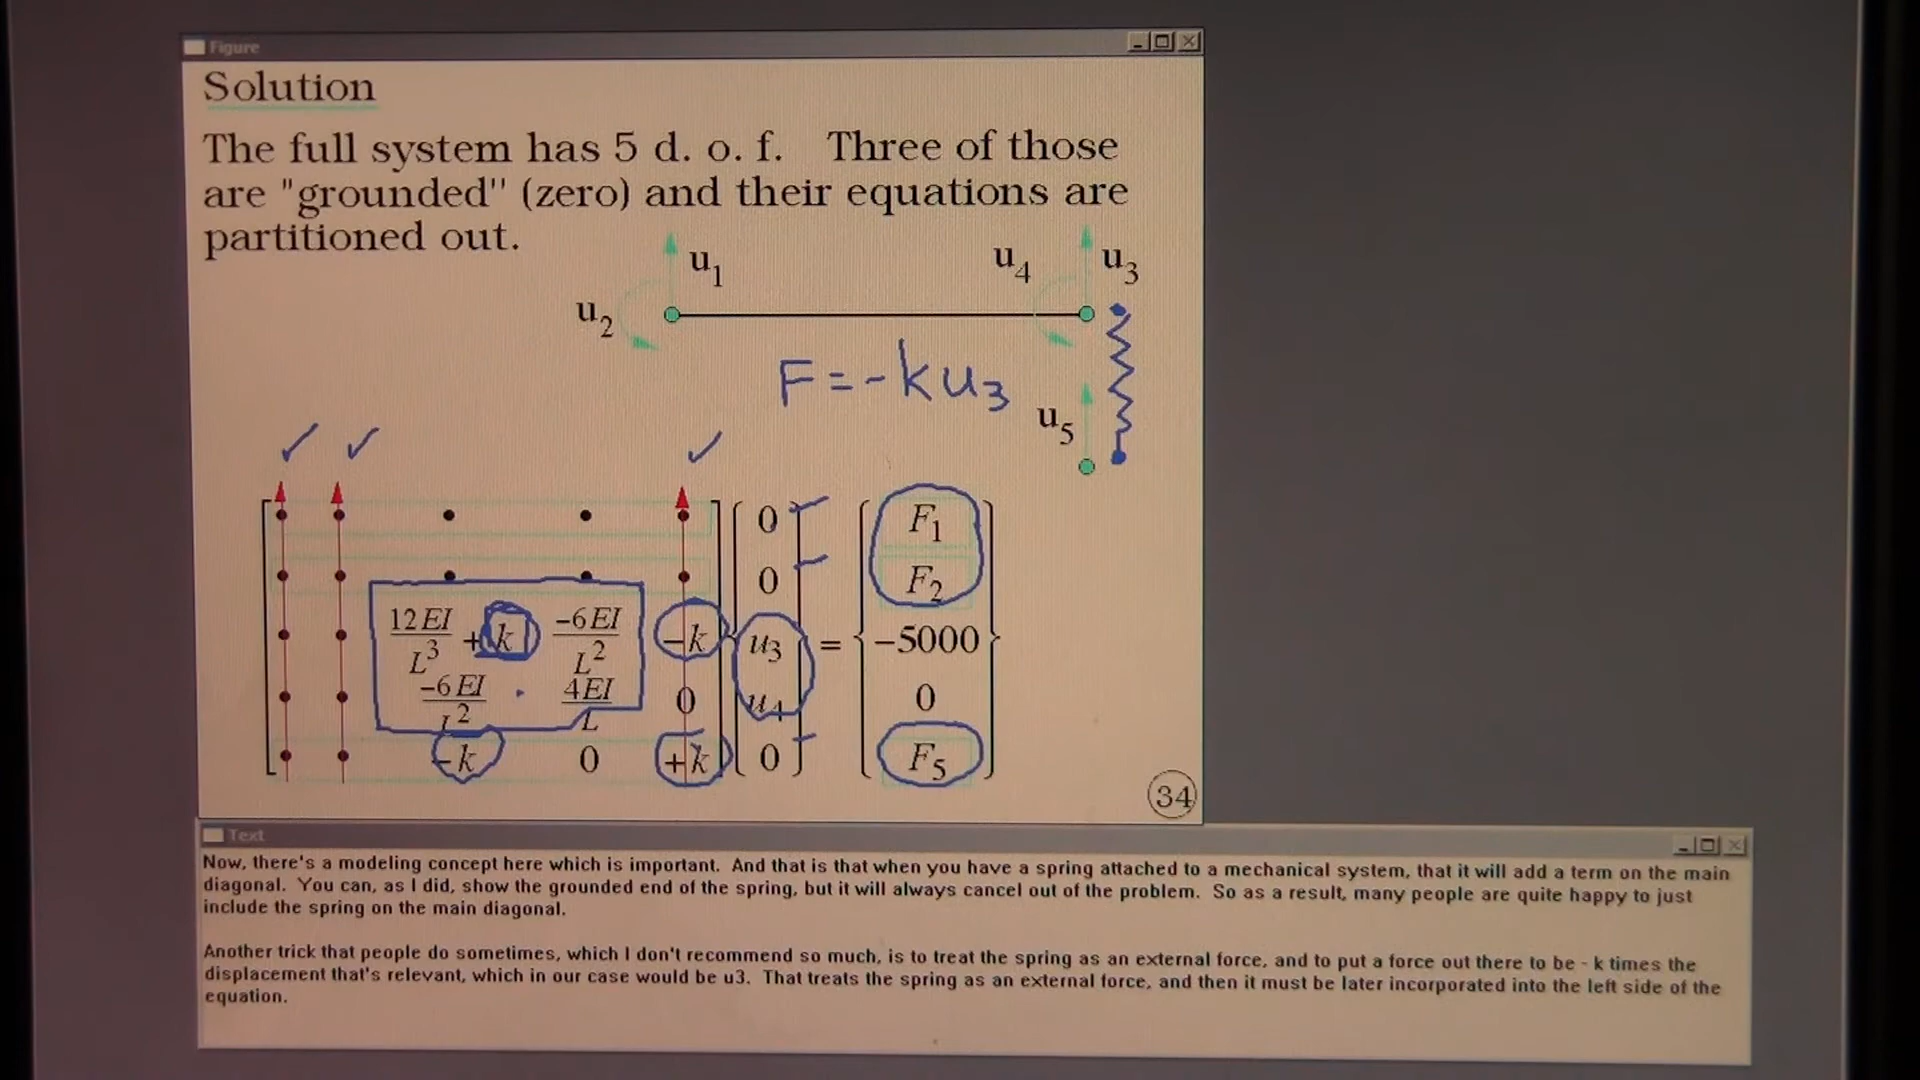 Figure
Solution
The full system has 5 d. o. f. Three of those
are "grounded" (zero) and their equations are
partitioned out.
u1 u4 u3
u2
F = -ku3
u5
0 F1
0 F2
12EI/L^3 + k -6EI/L^2 -k u3 = -5000
-6EI/L^2 4EI/L 0 u4 0
-k 0 +k 0 F5
34
Text
Now, there's a modeling concept here which is important. And that is that when you have a spring attached to a mechanical system, that it will add a term on the main
diagonal. You can, as I did, show the grounded end of the spring, but it will always cancel out of the problem. So as a result, many people are quite happy to just
include the spring on the main diagonal.
Another trick that people do sometimes, which I don't recommend so much, is to treat the spring as an external force, and to put a force out there to be - k times the
displacement that's relevant, which in our case would be u3. That treats the spring as an external force, and then it must be later incorporated into the left side of the
equation.